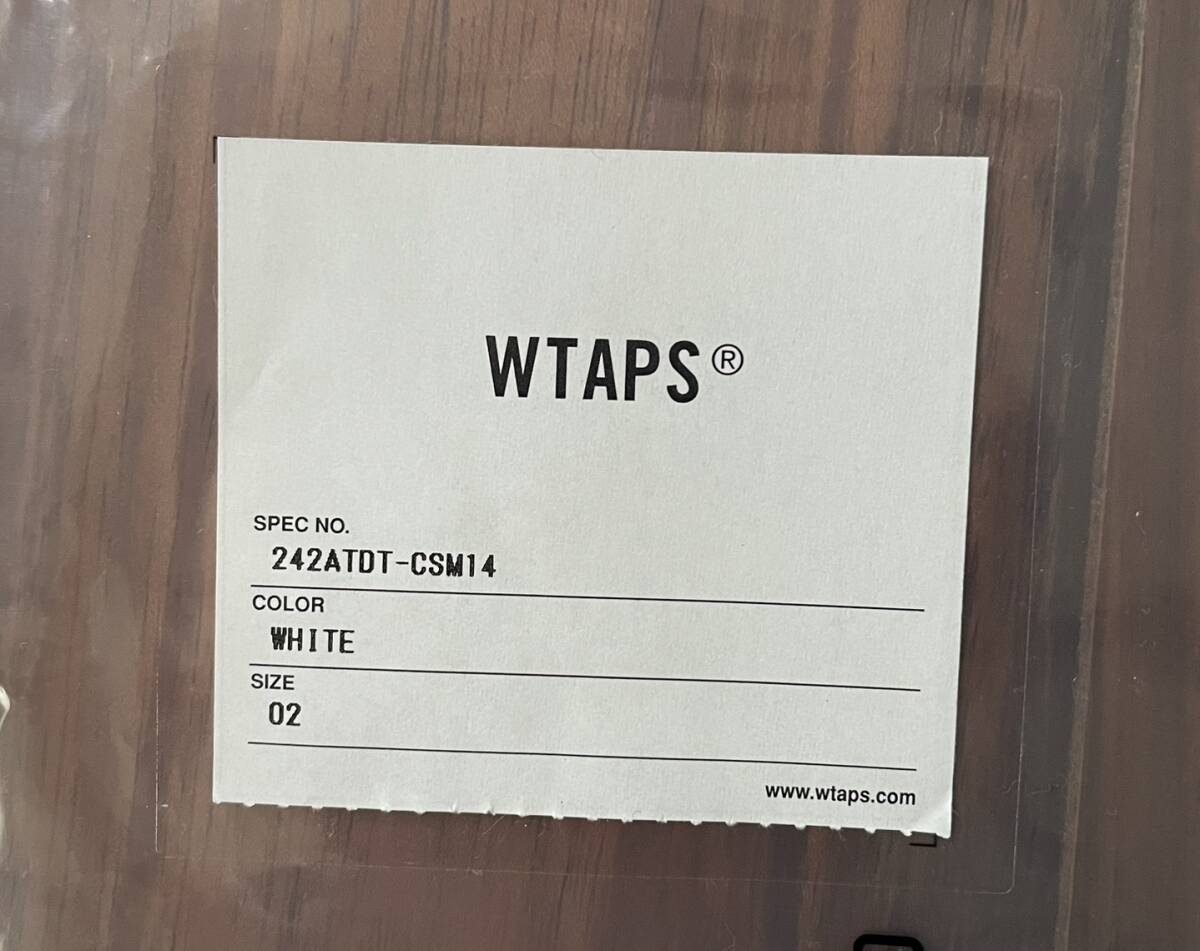 WTAPS®
SPEC NO.
242ATDT-CSM14
COLOR
WHITE
SIZE
02
www.wtaps.com